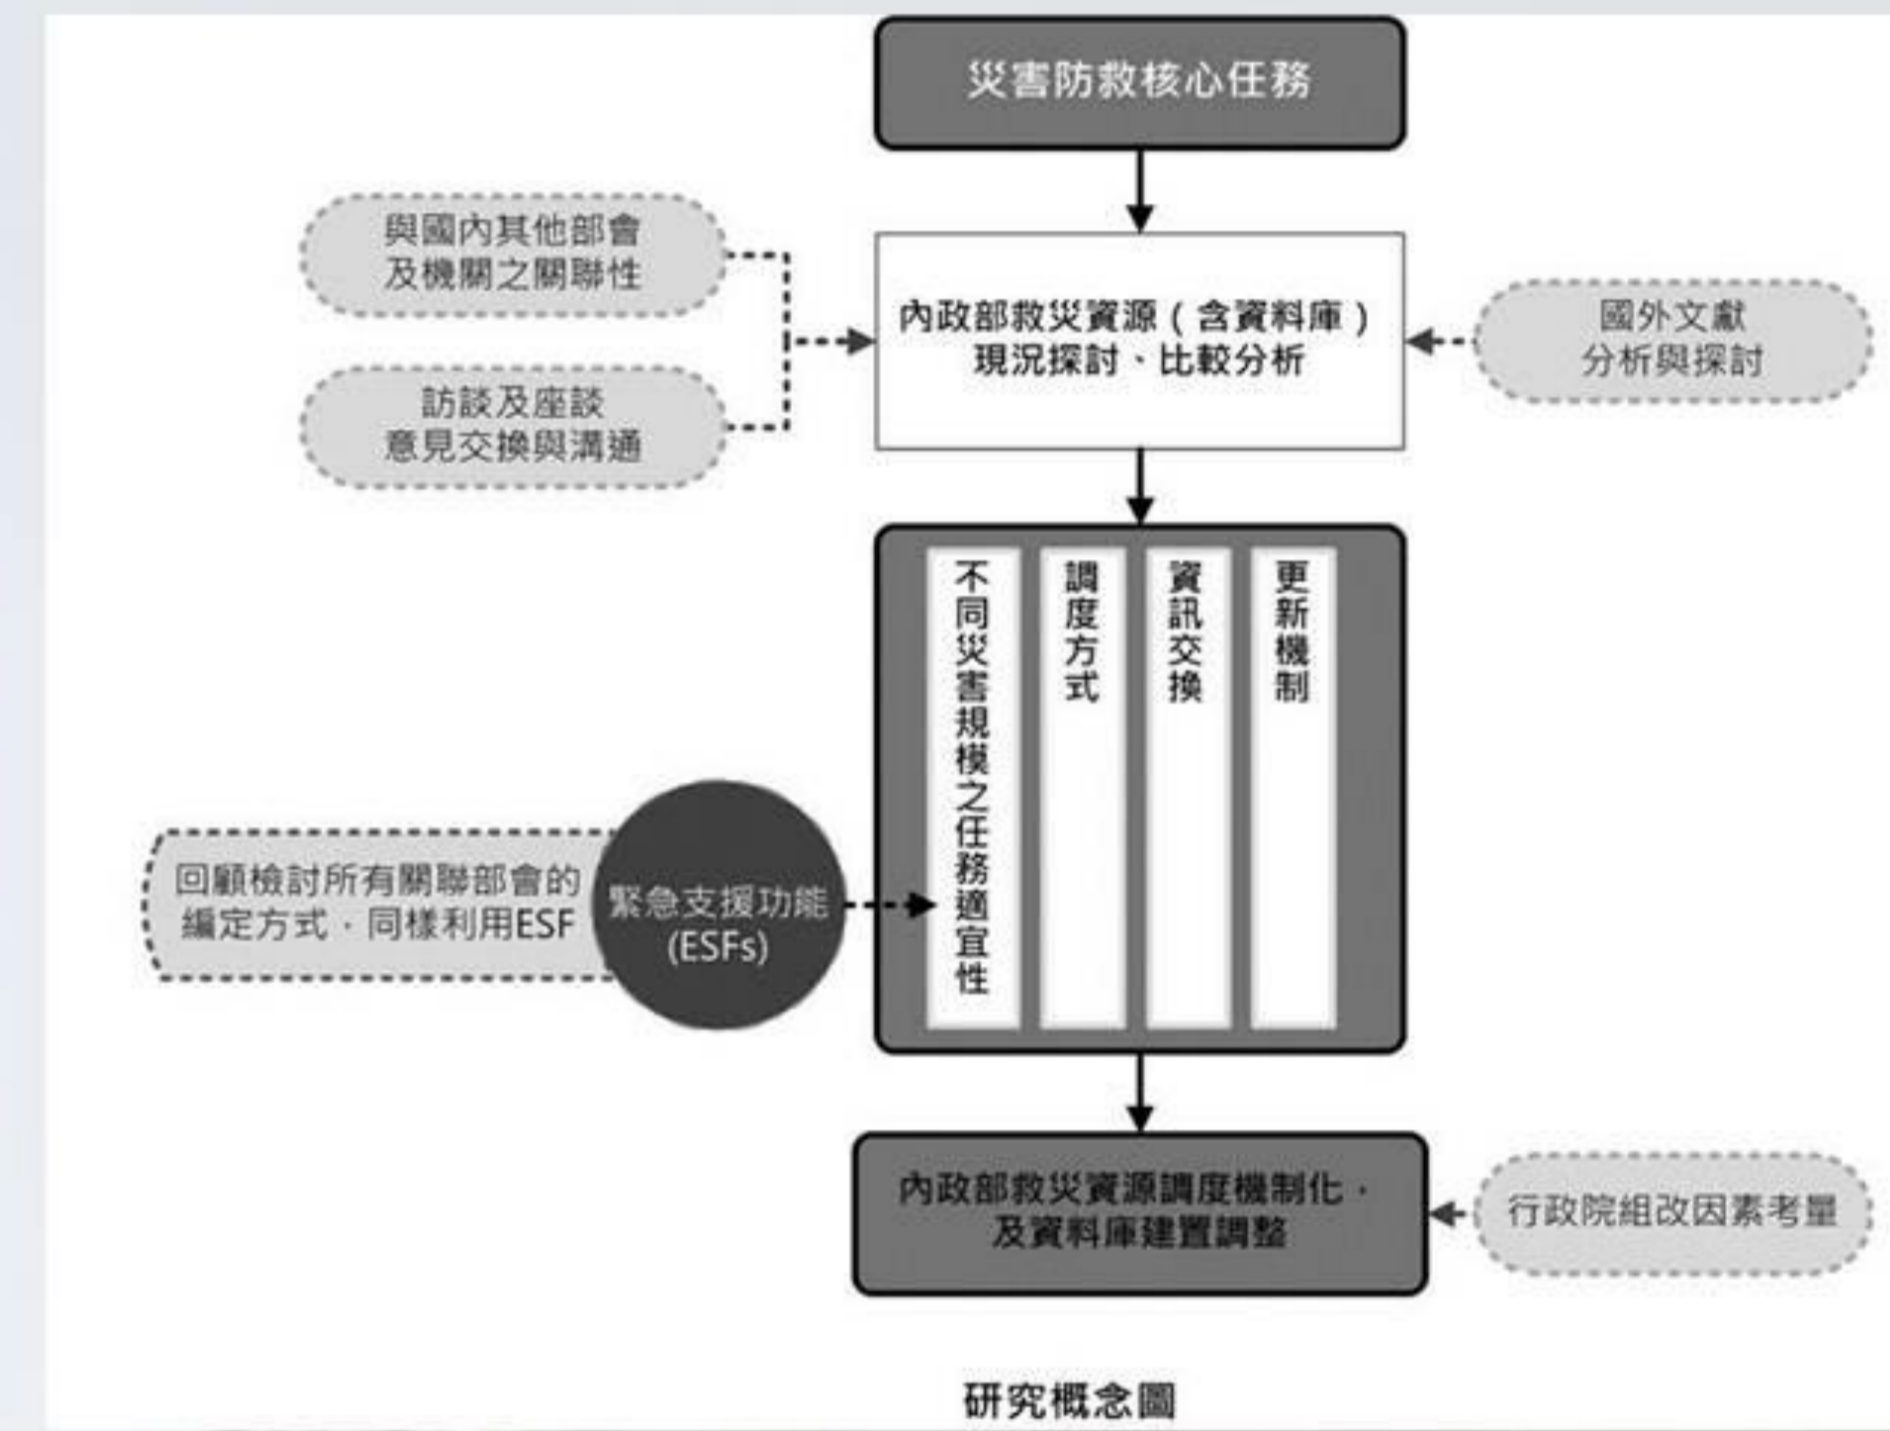 災害防救核心任務
與國內其他部會
及機關之關聯性
訪談及座談
意見交換與溝通
內政部救災資源（含資料庫）
現況探討、比較分析
國外文獻
分析與探討
不同災害規模之任務適宜性
調度方式
資訊交換
更新機制
回顧檢討所有關聯部會的
編定方式，同樣利用ESF
緊急支援功能
(ESFs)
內政部救災資源調度機制化，
及資料庫建置調整
行政院組改因素考量
研究概念圖